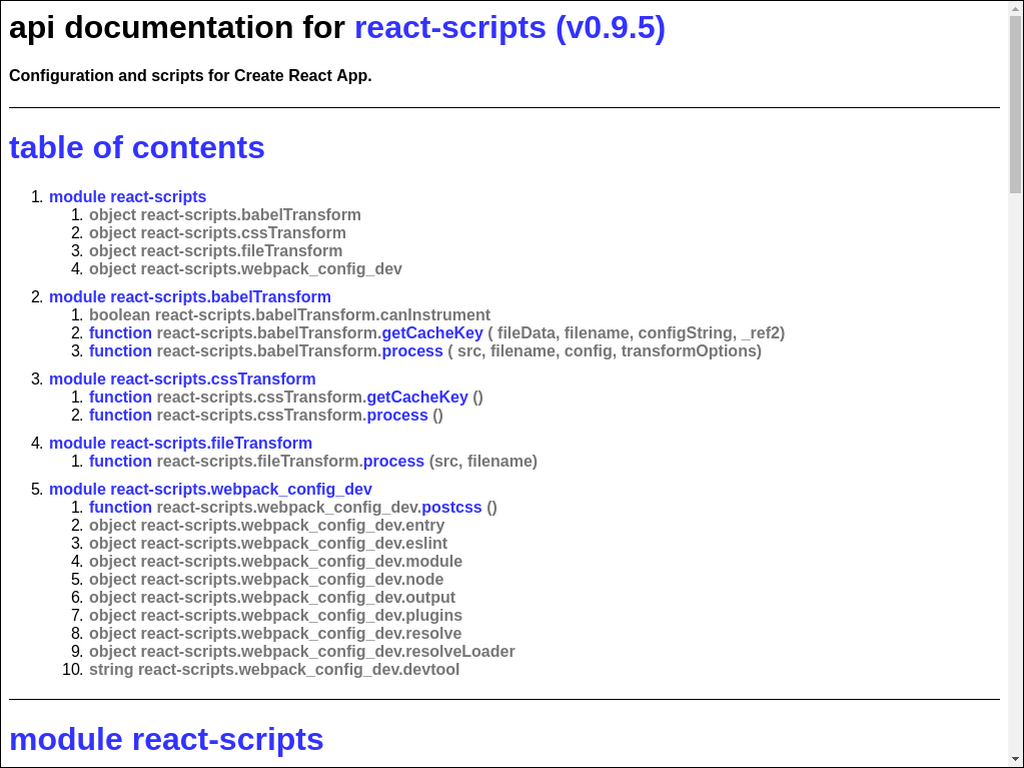 api documentation for react-scripts (v0.9.5)
Configuration and scripts for Create React App.
table of contents
1. module react-scripts
1. object react-scripts.babelTransform
2. object react-scripts.cssTransform
3. object react-scripts.fileTransform
4. object react-scripts.webpack_config_dev
2. module react-scripts.babelTransform
1. boolean react-scripts.babelTransform.canInstrument
2. function react-scripts.babelTransform.getCacheKey ( fileData, filename, configString, _ref2)
3. function react-scripts.babelTransform.process ( src, filename, config, transformOptions)
3. module react-scripts.cssTransform
1. function react-scripts.cssTransform.getCacheKey ()
2. function react-scripts.cssTransform.process ()
4. module react-scripts.fileTransform
1. function react-scripts.fileTransform.process (src, filename)
5. module react-scripts.webpack_config_dev
1. function react-scripts.webpack_config_dev.postcss ()
2. object react-scripts.webpack_config_dev.entry
3. object react-scripts.webpack_config_dev.eslint
4. object react-scripts.webpack_config_dev.module
5. object react-scripts.webpack_config_dev.node
6. object react-scripts.webpack_config_dev.output
7. object react-scripts.webpack_config_dev.plugins
8. object react-scripts.webpack_config_dev.resolve
9. object react-scripts.webpack_config_dev.resolveLoader
10. string react-scripts.webpack_config_dev.devtool
module react-scripts